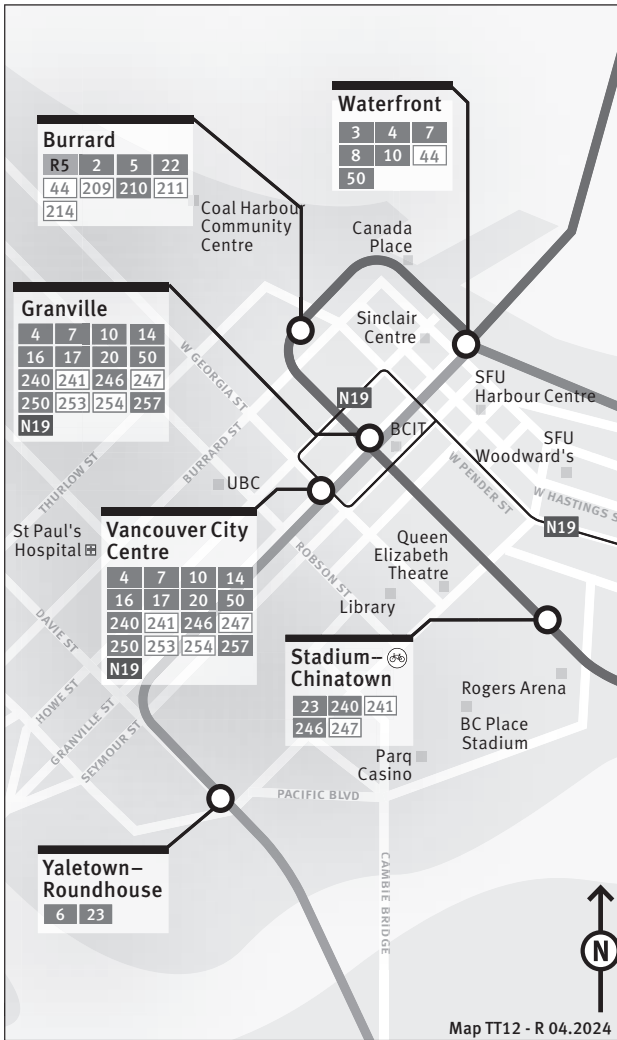 Waterfront
3 4 7
8 10 44
50
Burrard
R5 2 5 22
44 209 210 211
214
Coal Harbour
Community
Centre
Canada
Place
Granville
4 7 10 14
16 17 20 50
240 241 246 247
250 253 254 257
N19
Sinclair
Centre
W GEORGIA ST
SFU
Harbour Centre
N19
BURRARD ST
BCIT
SFU
Woodward's
THURLOW ST
W PENDER ST
UBC
W HASTINGS S
N19
St Paul's
Hospital
Vancouver City
Centre
4 7 10 14
16 17 20 50
240 241 246 247
250 253 254 257
N19
ROBSON ST
Queen
Elizabeth
Theatre
Library
DAVIE ST
Stadium–
Chinatown
23 240 241
246 247
HOWE ST
GRANVILLE ST
SEYMOUR ST
Rogers Arena
BC Place
Stadium
Parq
Casino
PACIFIC BLVD
Yaletown–
Roundhouse
6 23
CAMBIE BRIDGE
N
Map TT12 - R 04.2024